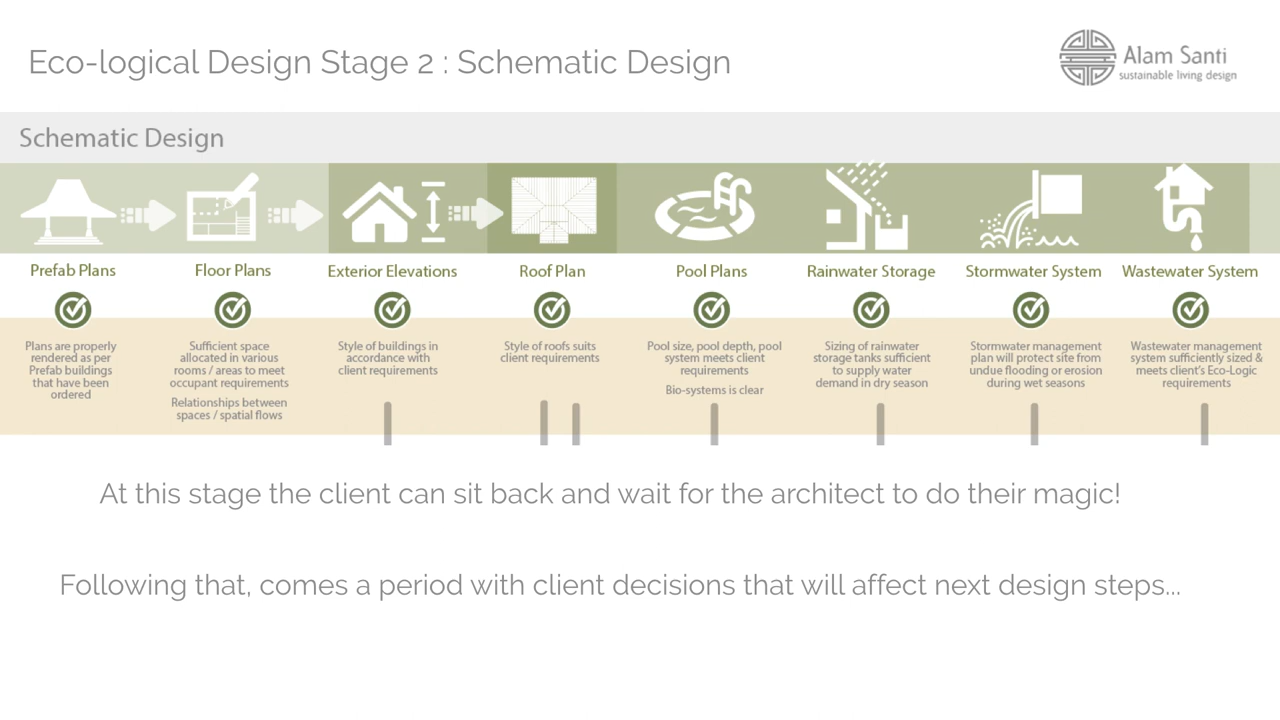 Eco-logical Design Stage 2 : Schematic Design
Alam Santi
sustainable living design
Schematic Design
Prefab Plans
Floor Plans
Exterior Elevations
Roof Plan
Pool Plans
Rainwater Storage
Stormwater System
Wastewater System
Plans are properly
rendered as per
Prefab buildings
that have been
ordered
Sufficient space
allocated in various
rooms / areas to meet
occupant requirements
Relationships between
spaces / spatial flows
Style of buildings in
accordance with
client requirements
Style of roofs suits
client requirements
Pool size, pool depth, pool
system meets client
requirements
Bio-systems is clear
Sizing of rainwater
storage tanks sufficient
to supply water
demand in dry season
Stormwater management
plan will protect site from
undue flooding or erosion
during wet seasons
Wastewater management
system sufficiently sized &
meets client's Eco-Logic
requirements
At this stage the client can sit back and wait for the architect to do their magic!
Following that, comes a period with client decisions that will affect next design steps...